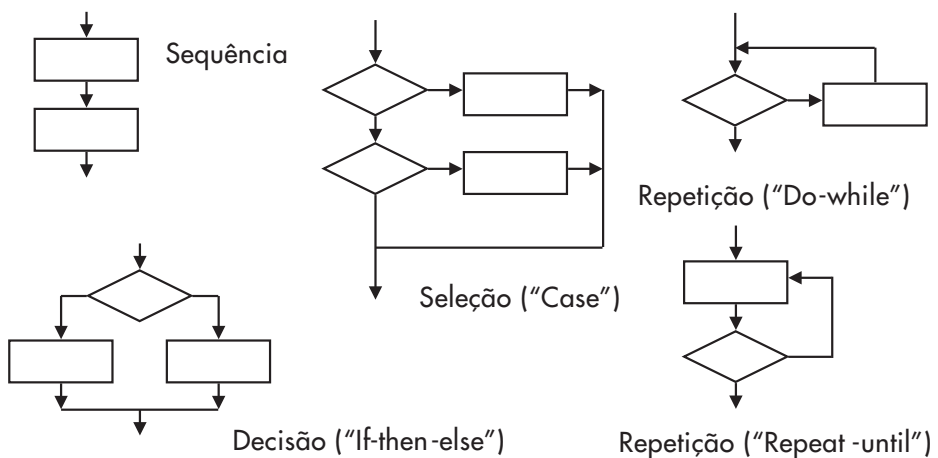 Sequência
Seleção ("Case")
Repetição ("Do-while")
Decisão ("If-then-else")
Repetição ("Repeat-until")